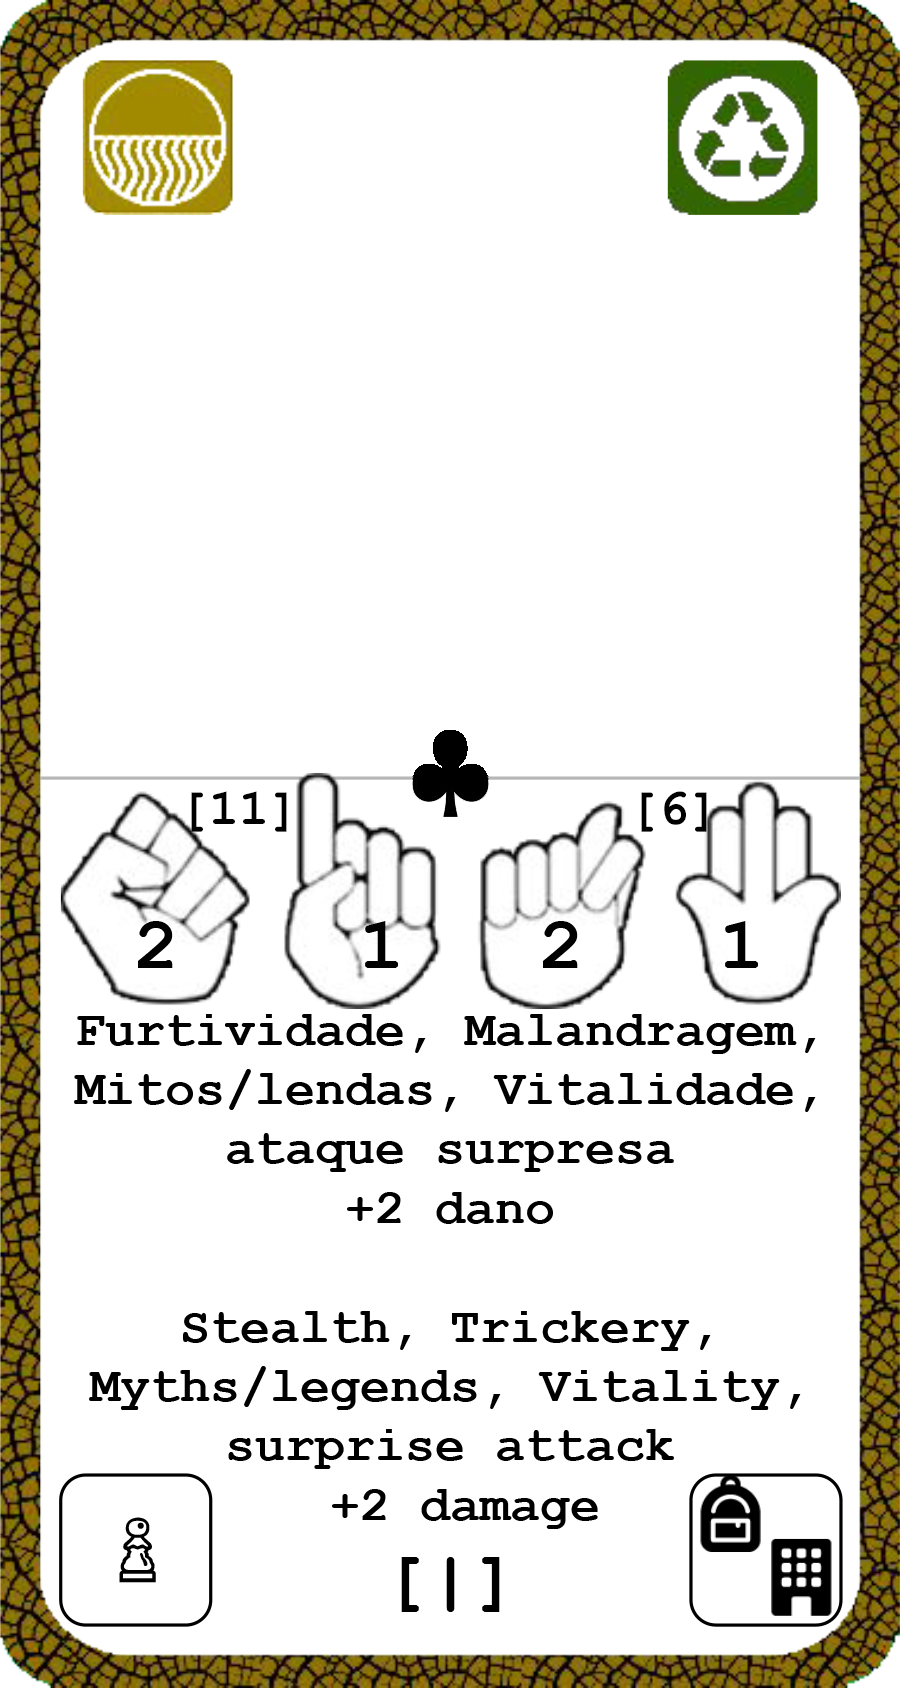 [11] [6]
2 1 2 1
Furtividade, Malandragem,
Mitos/lendas, Vitalidade,
ataque surpresa
+2 dano
Stealth, Trickery,
Myths/legends, Vitality,
surprise attack
+2 damage
[|]